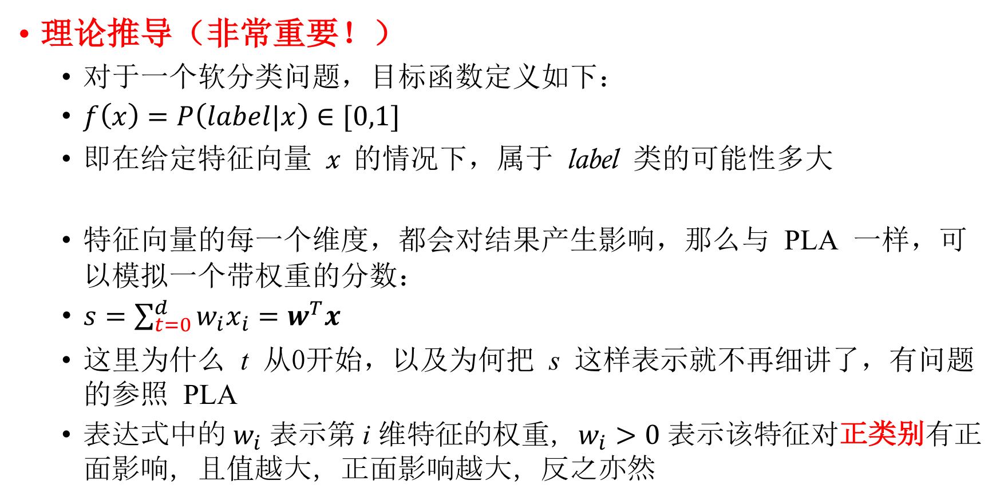 • 理论推导（非常重要！）
• 对于一个软分类问题，目标函数定义如下：
• f(x) = P(label|x) ∈ [0,1]
• 即在给定特征向量 x 的情况下，属于 label 类的可能性多大
• 特征向量的每一个维度，都会对结果产生影响，那么与 PLA 一样，可
以模拟一个带权重的分数：
• s = ∑_{t=0}^{d} w_i x_i = w^T x
• 这里为什么 t 从0开始，以及为何把 s 这样表示就不再细讲了，有问题
的参照 PLA
• 表达式中的 w_i 表示第 i 维特征的权重，w_i > 0 表示该特征对正类别有正
面影响，且值越大，正面影响越大，反之亦然